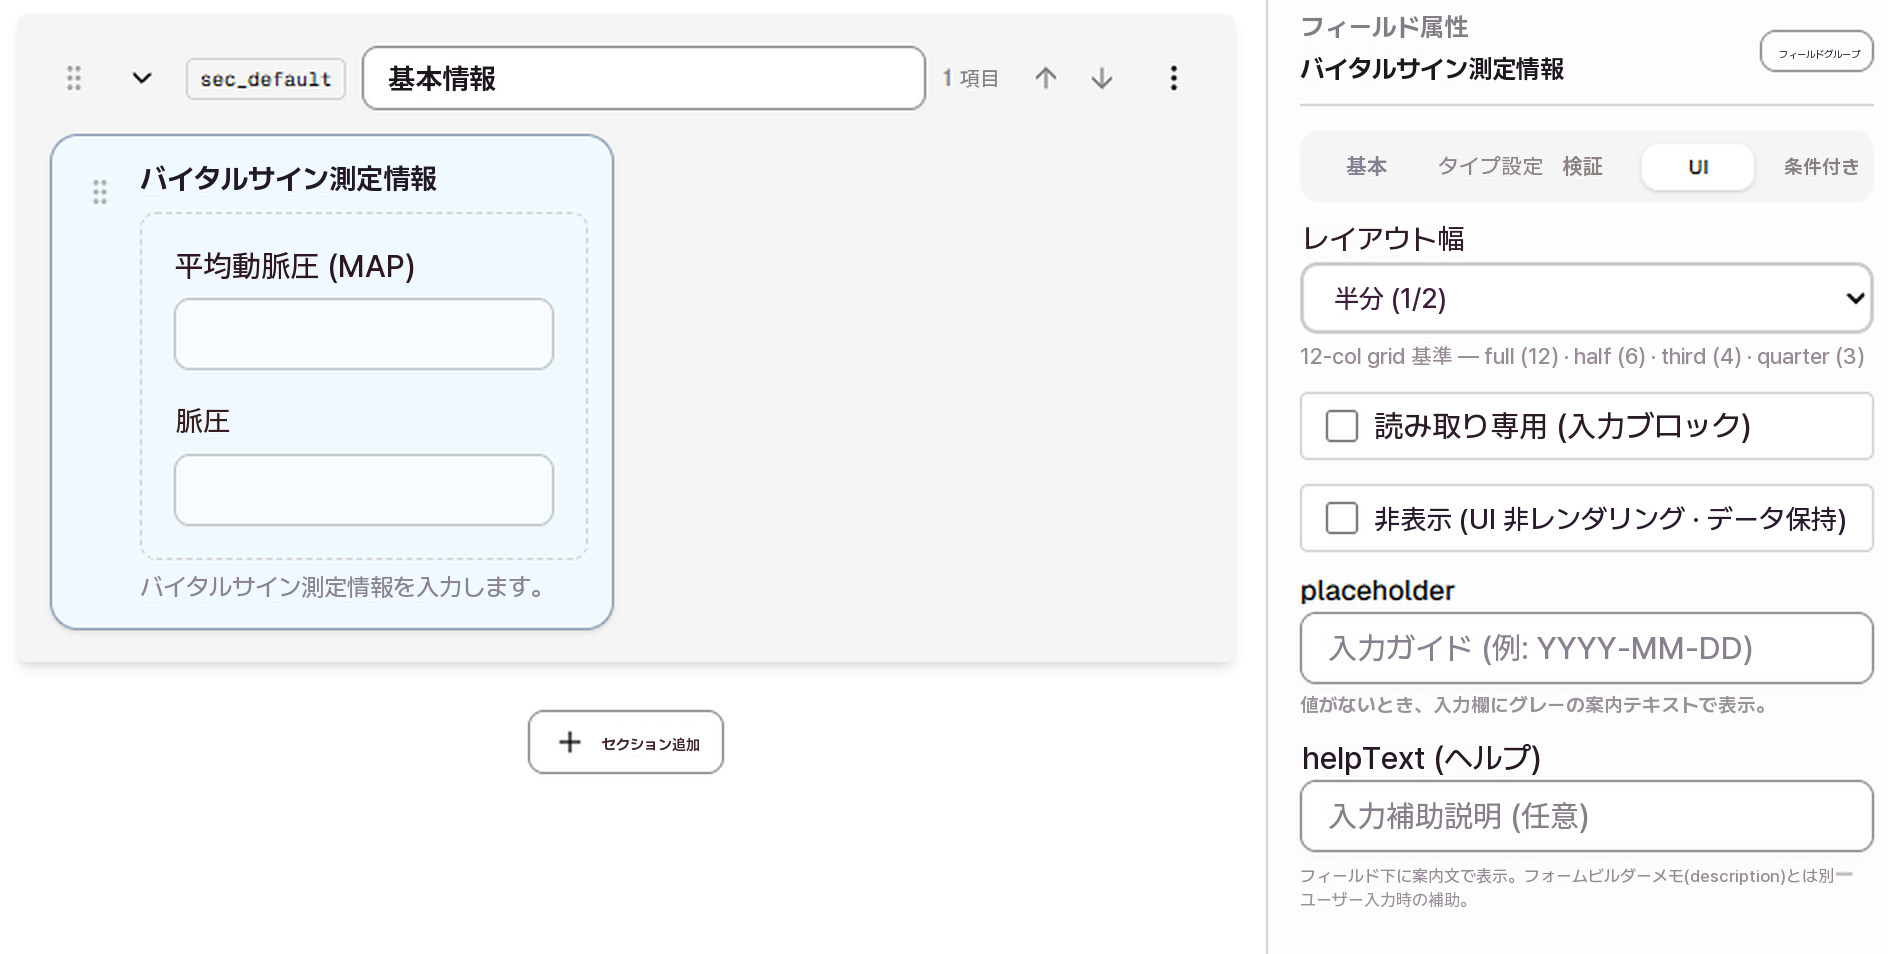 sec_default
基本情報
1 項目
バイタルサイン測定情報
平均動脈圧 (MAP)
脈圧
バイタルサイン測定情報を入力します。
セクション追加
フィールド属性
バイタルサイン測定情報
フィールドグループ
基本 タイプ設定 検証 UI 条件付き
レイアウト幅
半分 (1/2)
12-col grid 基準 — full (12) · half (6) · third (4) · quarter (3)
読み取り専用 (入力ブロック)
非表示 (UI 非レンダリング · データ保持)
placeholder
入力ガイド (例: YYYY-MM-DD)
値がないとき、入力欄にグレーの案内テキストで表示。
helpText (ヘルプ)
入力補助説明 (任意)
フィールド下に案内文で表示。フォームビルダーメモ(description)とは別ー
ユーザー入力時の補助。